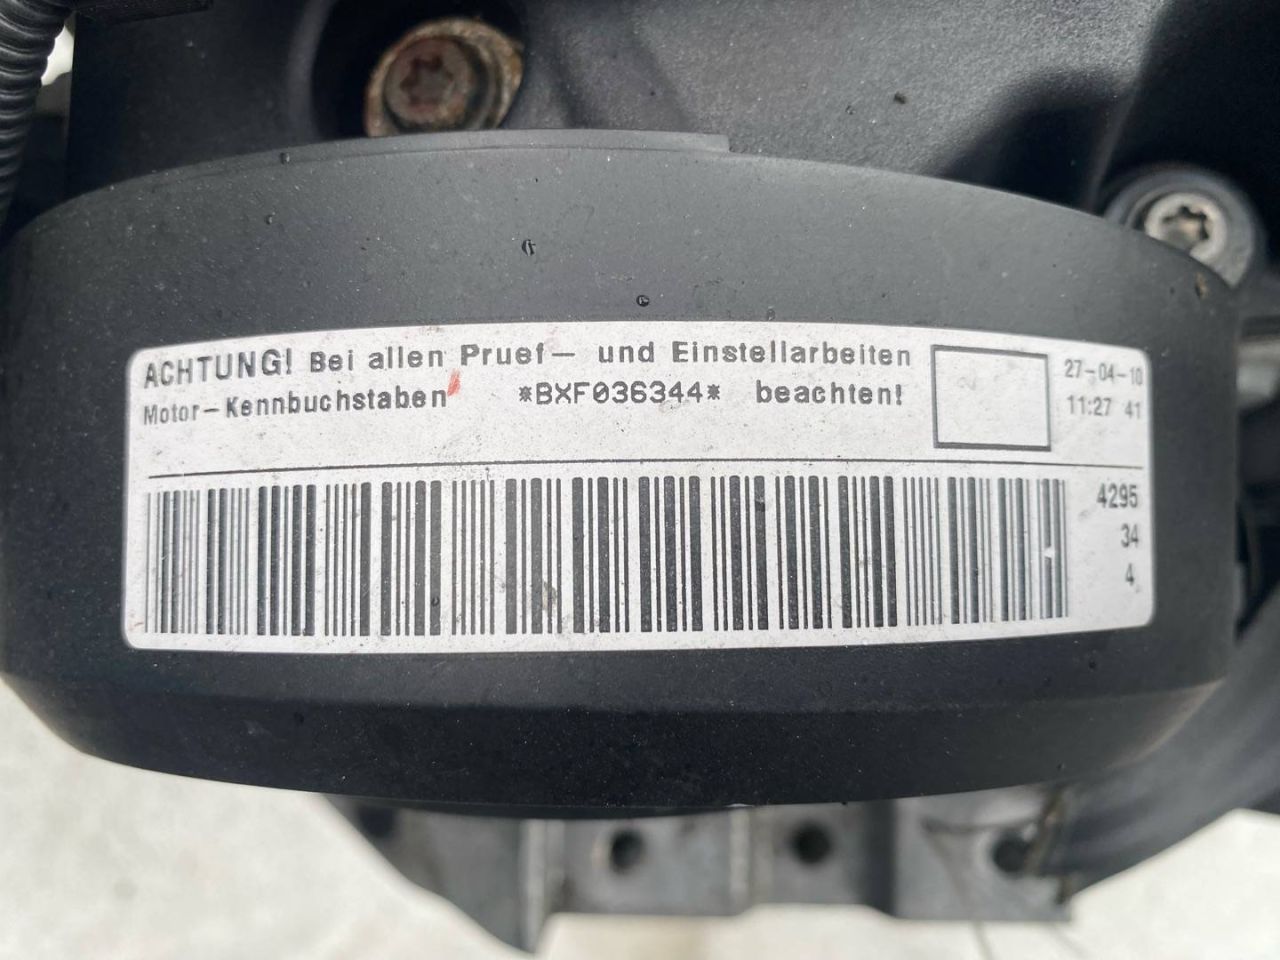 ACHTUNG! Bei allen Pruef- und Einstellarbeiten
Motor-Kennbuchstaben *BXF036344* beachten!
27-04-10
11:27 41
4295
34
4